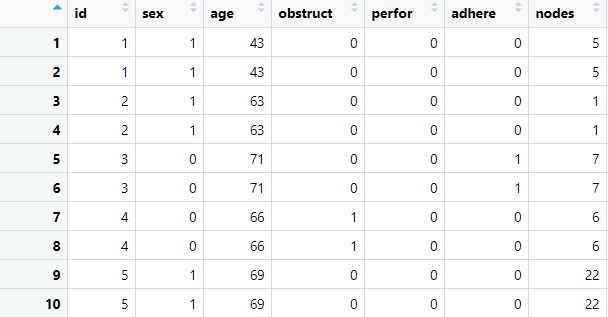 id sex age obstruct perfor adhere nodes
1 1 1 43 0 0 0 5
2 1 1 43 0 0 0 5
3 2 1 63 0 0 0 1
4 2 1 63 0 0 0 1
5 3 0 71 0 0 1 7
6 3 0 71 0 0 1 7
7 4 0 66 1 0 0 6
8 4 0 66 1 0 0 6
9 5 1 69 0 0 0 22
10 5 1 69 0 0 0 22